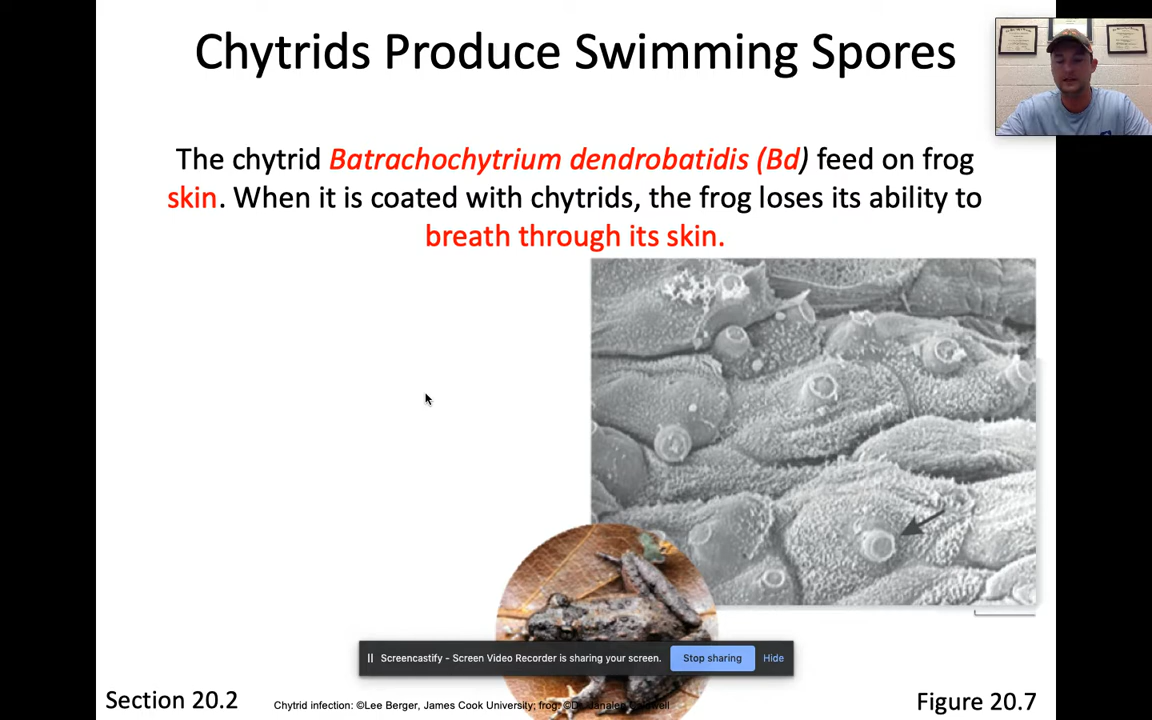 Chytrids Produce Swimming Spores
The chytrid Batrachochytrium dendrobatidis (Bd) feed on frog
skin. When it is coated with chytrids, the frog loses its ability to
breath through its skin.
Screencastify - Screen Video Recorder is sharing your screen.
Stop sharing
Hide
Section 20.2
Chytrid infection: ©Lee Berger, James Cook University; frog: ©Dr.
Figure 20.7